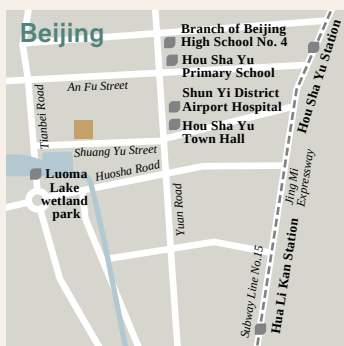 Beijing
Branch of Beijing
High School No. 4
Hou Sha Yu
Primary School
Hou Sha Yu Station
An Fu Street
Shun Yi District
Airport Hospital
Hou Sha Yu
Town Hall
Tianbei Road
Shuang Yu Street
Huosha Road
Luoma
Lake
wetland
park
Yuan Road
Jing Mi
Expressway
Subway Line No.15
Hua Li Kan Station